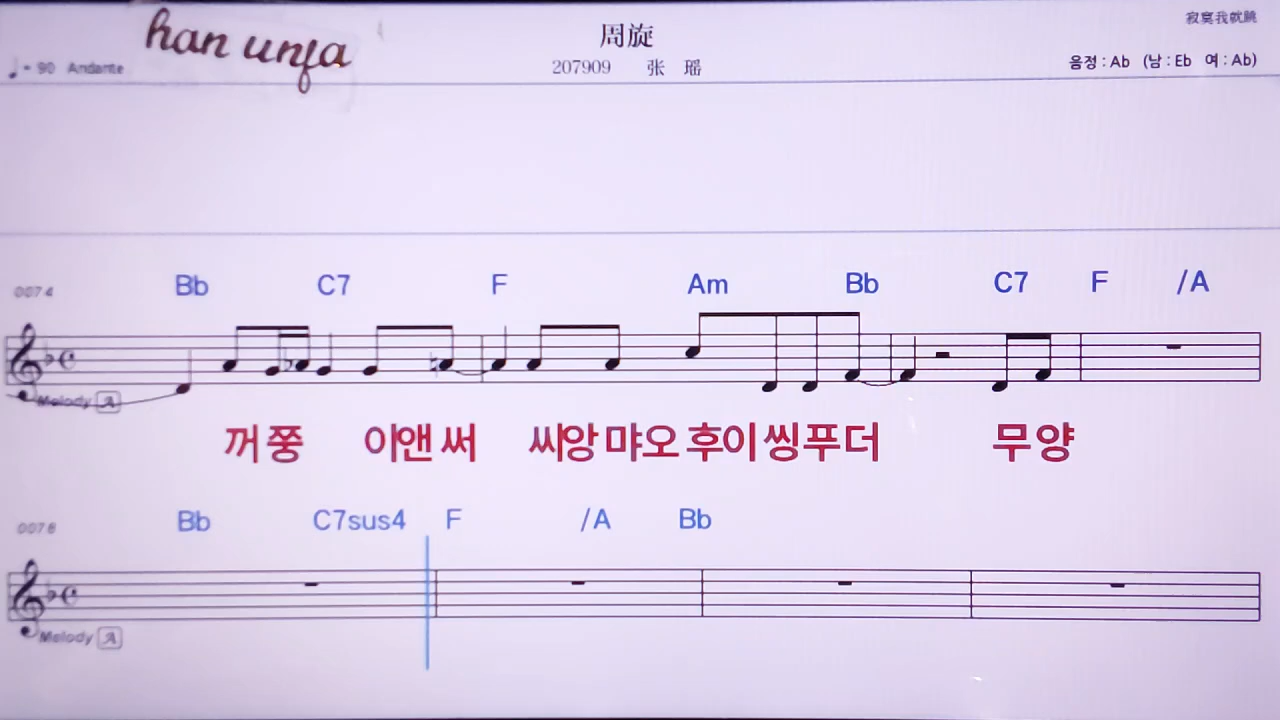 han unfa
周旋
寂寞我就跳
♩= 90 Andante
207909 张 瑶
음정 : Ab (남 : Eb 여 : Ab)
Bb C7 F Am Bb C7 F /A
0074
Melody A
꺼 쭝 이앤 써 씨앙 먀오 후이 씽 푸 더 무 양
Bb C7sus4 F /A Bb
0078
Melody A